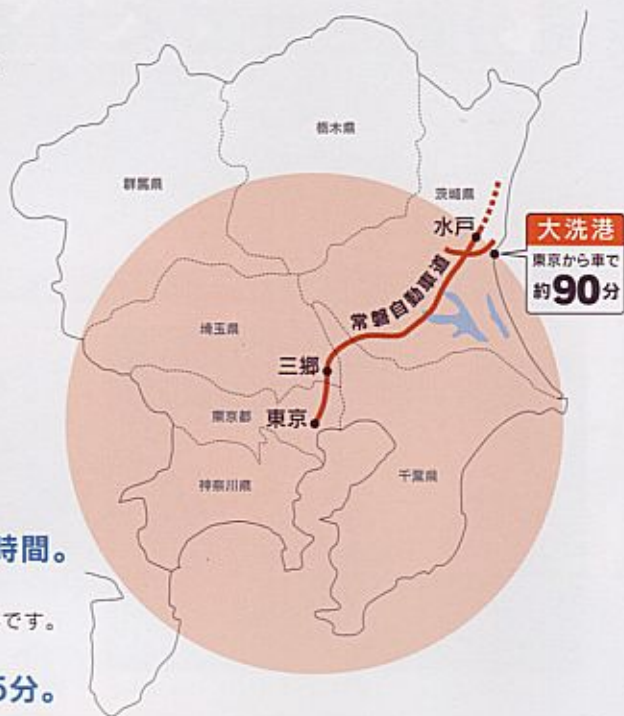 栃木県
群馬県
茨城県
水戸
大洗港
東京から車で
約90分
常磐自動車道
埼玉県
三郷
東京都
東京
神奈川県
千葉県
時間。
です。
5分。